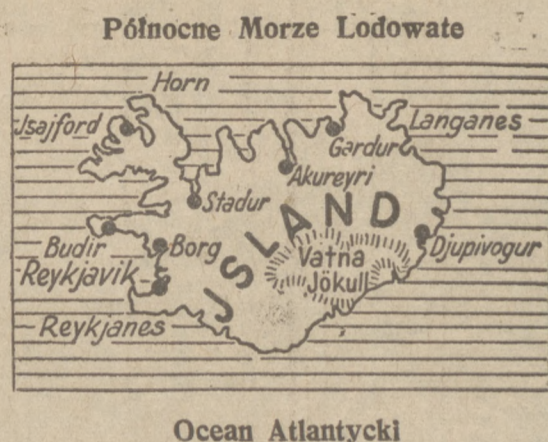 Północne Morze Lodowate
Horn
Jsajford
Langanes
Gardur
Akureyri
Stadur
JSLAND
Budir
Borg
Djupivogur
Vatna
Jökull
Reykjavik
Reykjanes
Ocean Atlantycki